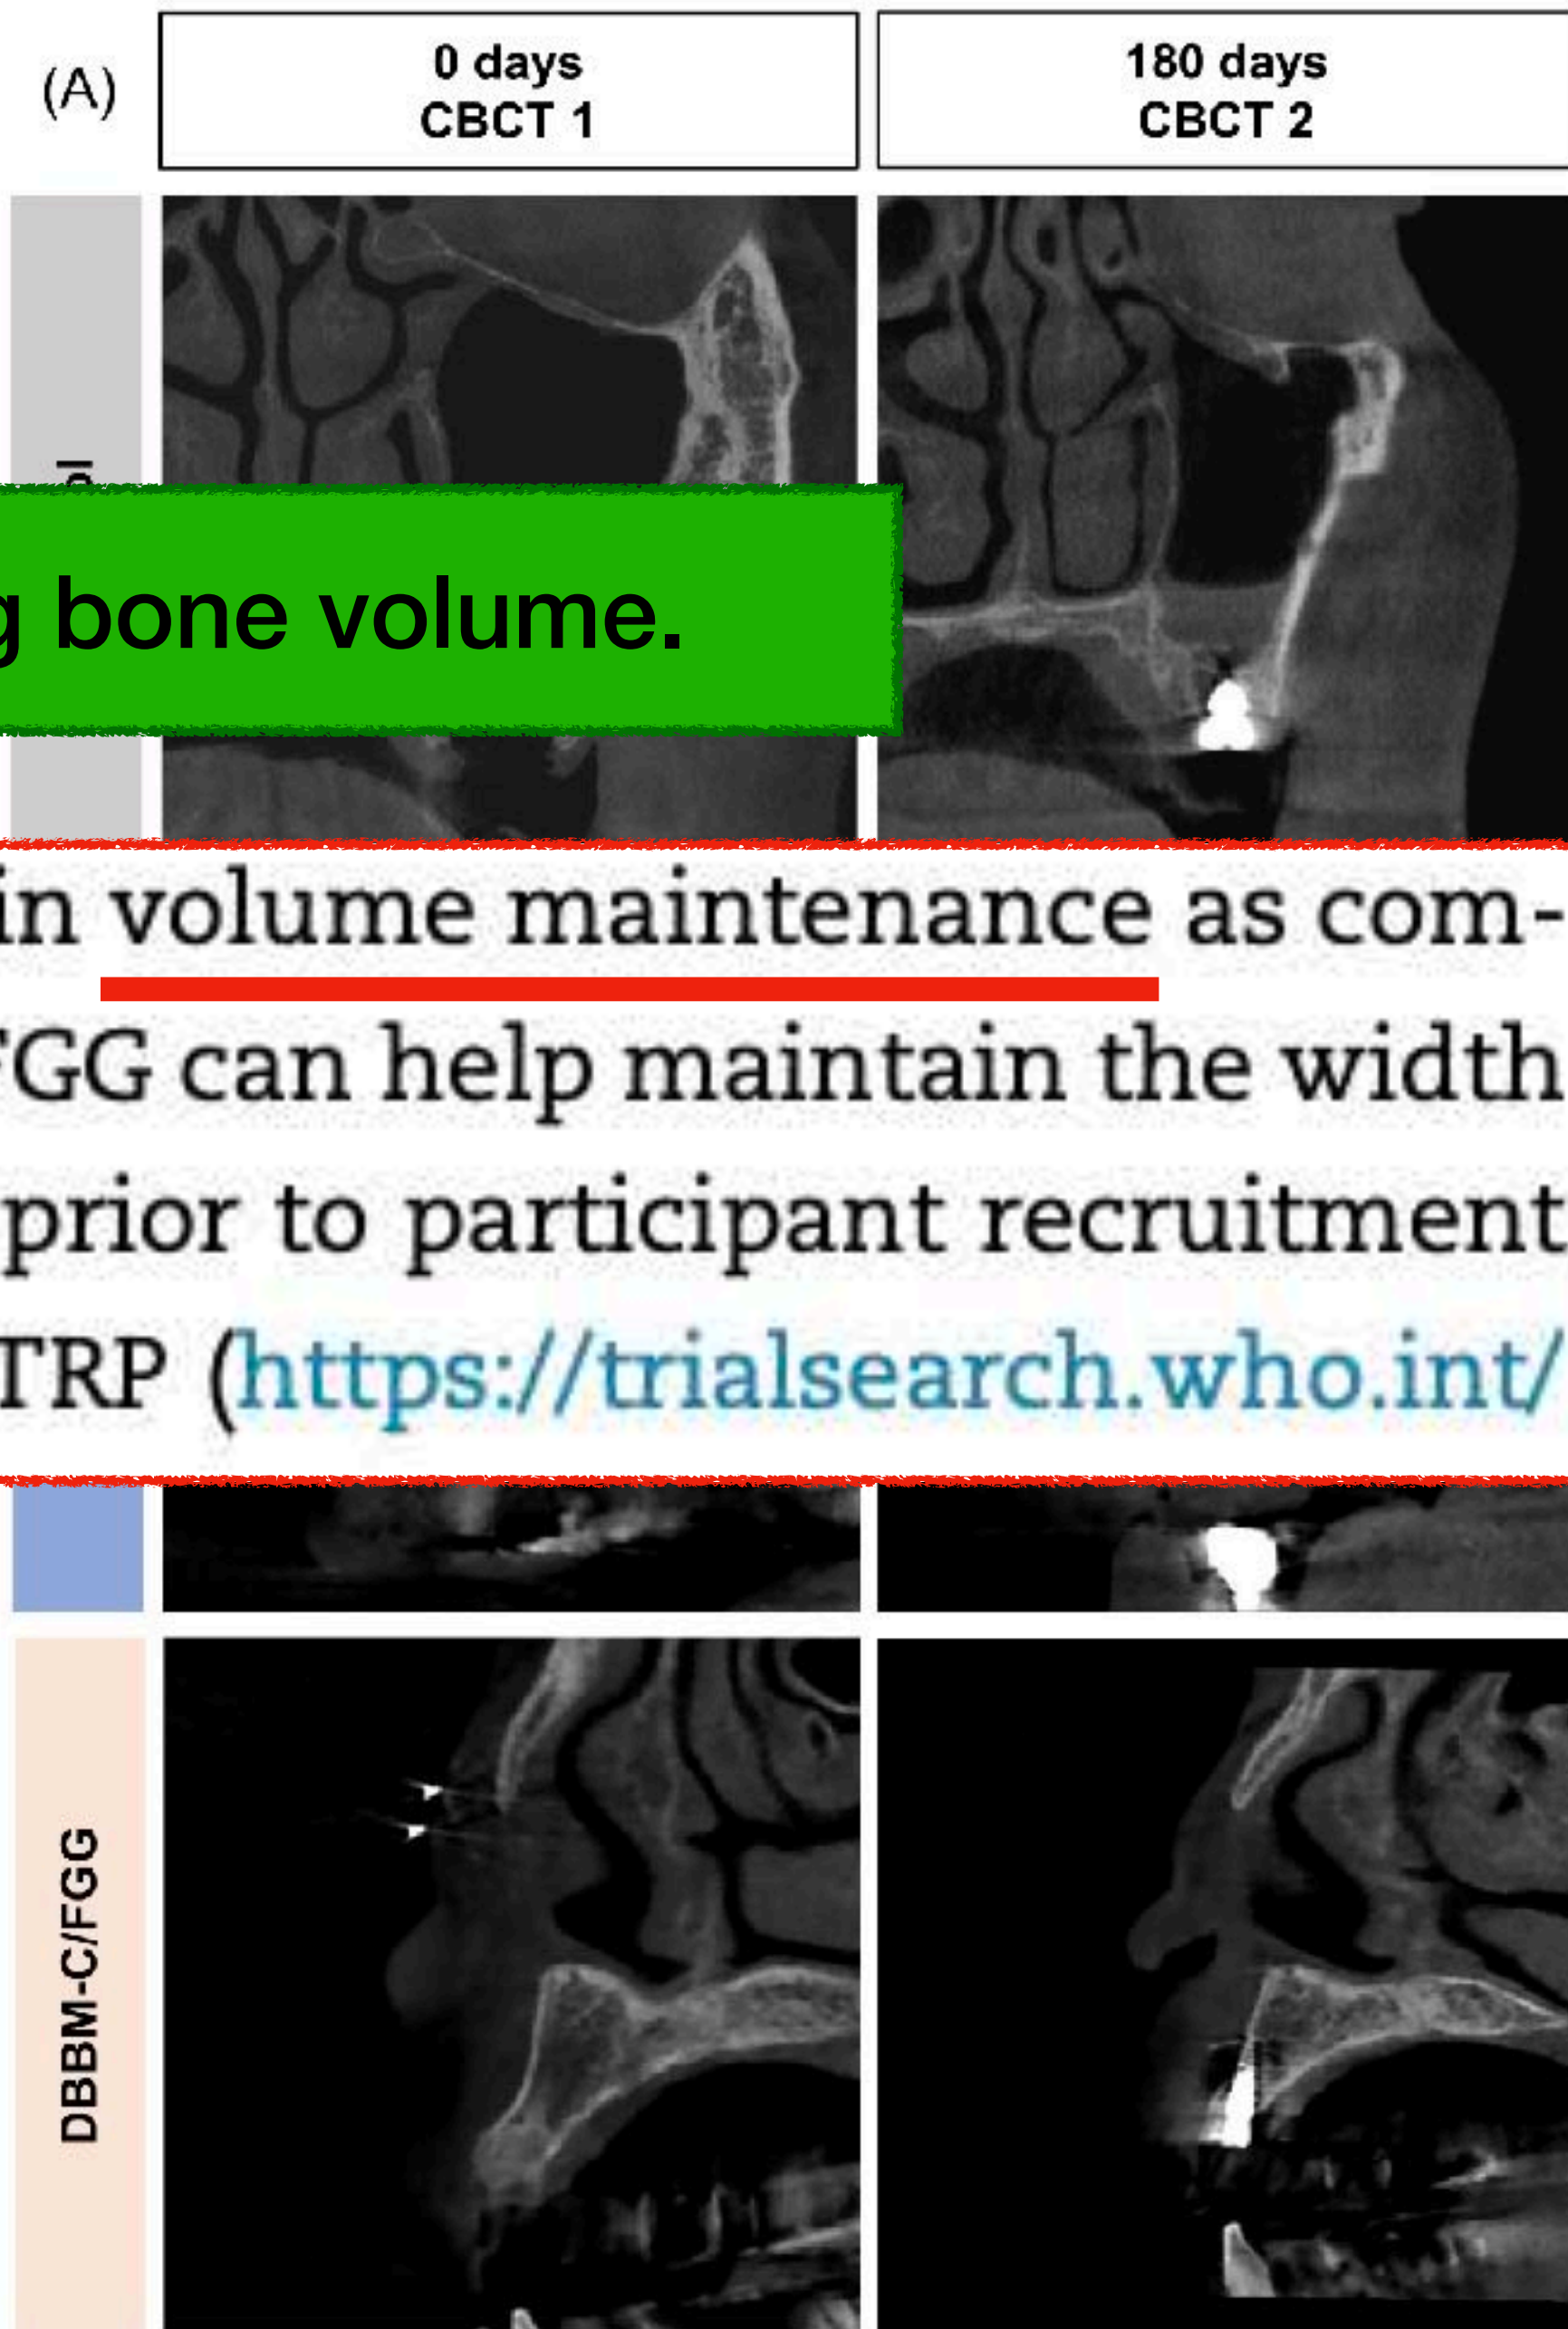 (A)
0 days
CBCT 1
180 days
CBCT 2
bone volume.
in volume maintenance as com-
FGG can help maintain the width
prior to participant recruitment
TRP (https://trialsearch.who.int/
DBBM-C/FGG